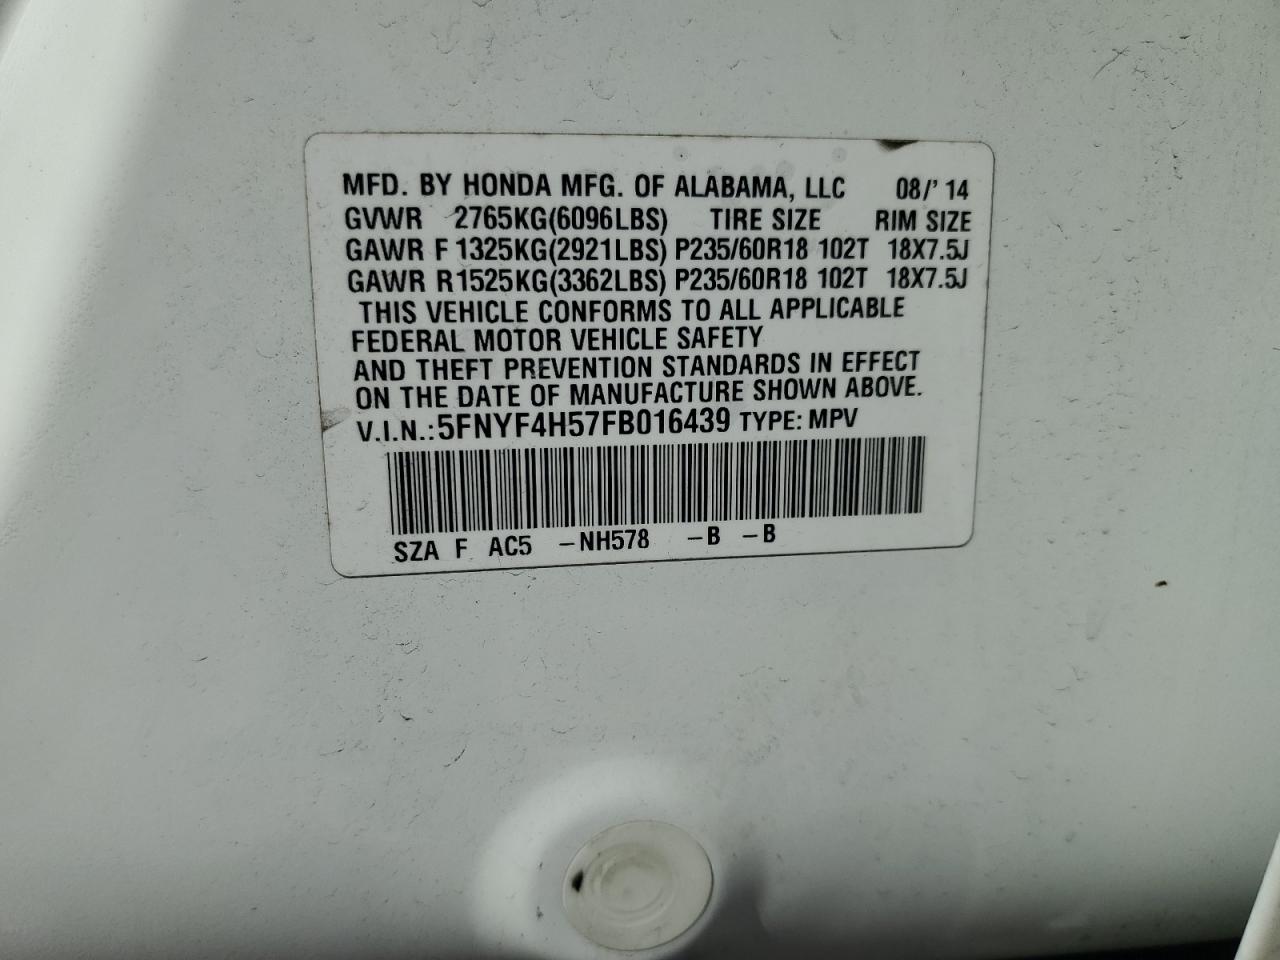 MFD. BY HONDA MFG. OF ALABAMA, LLC 08/' 14
GVWR 2765KG(6096LBS) TIRE SIZE RIM SIZE
GAWR F 1325KG(2921LBS) P235/60R18 102T 18X7.5J
GAWR R1525KG(3362LBS) P235/60R18 102T 18X7.5J
THIS VEHICLE CONFORMS TO ALL APPLICABLE
FEDERAL MOTOR VEHICLE SAFETY
AND THEFT PREVENTION STANDARDS IN EFFECT
ON THE DATE OF MANUFACTURE SHOWN ABOVE.
V.I.N.:5FNYF4H57FB016439 TYPE: MPV
SZA F AC5 -NH578 -B -B